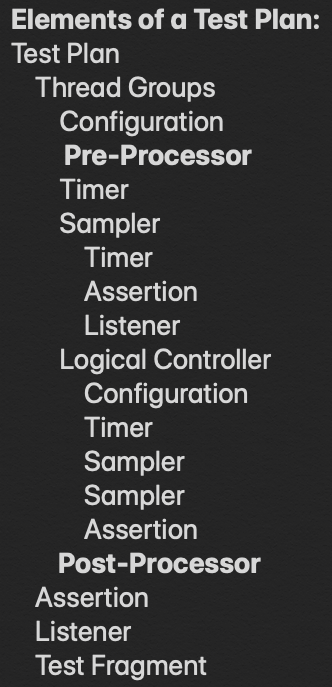 Elements of a Test Plan:
Test Plan
Thread Groups
Configuration
Pre-Processor
Timer
Sampler
Timer
Assertion
Listener
Logical Controller
Configuration
Timer
Sampler
Sampler
Assertion
Post-Processor
Assertion
Listener
Test Fragment